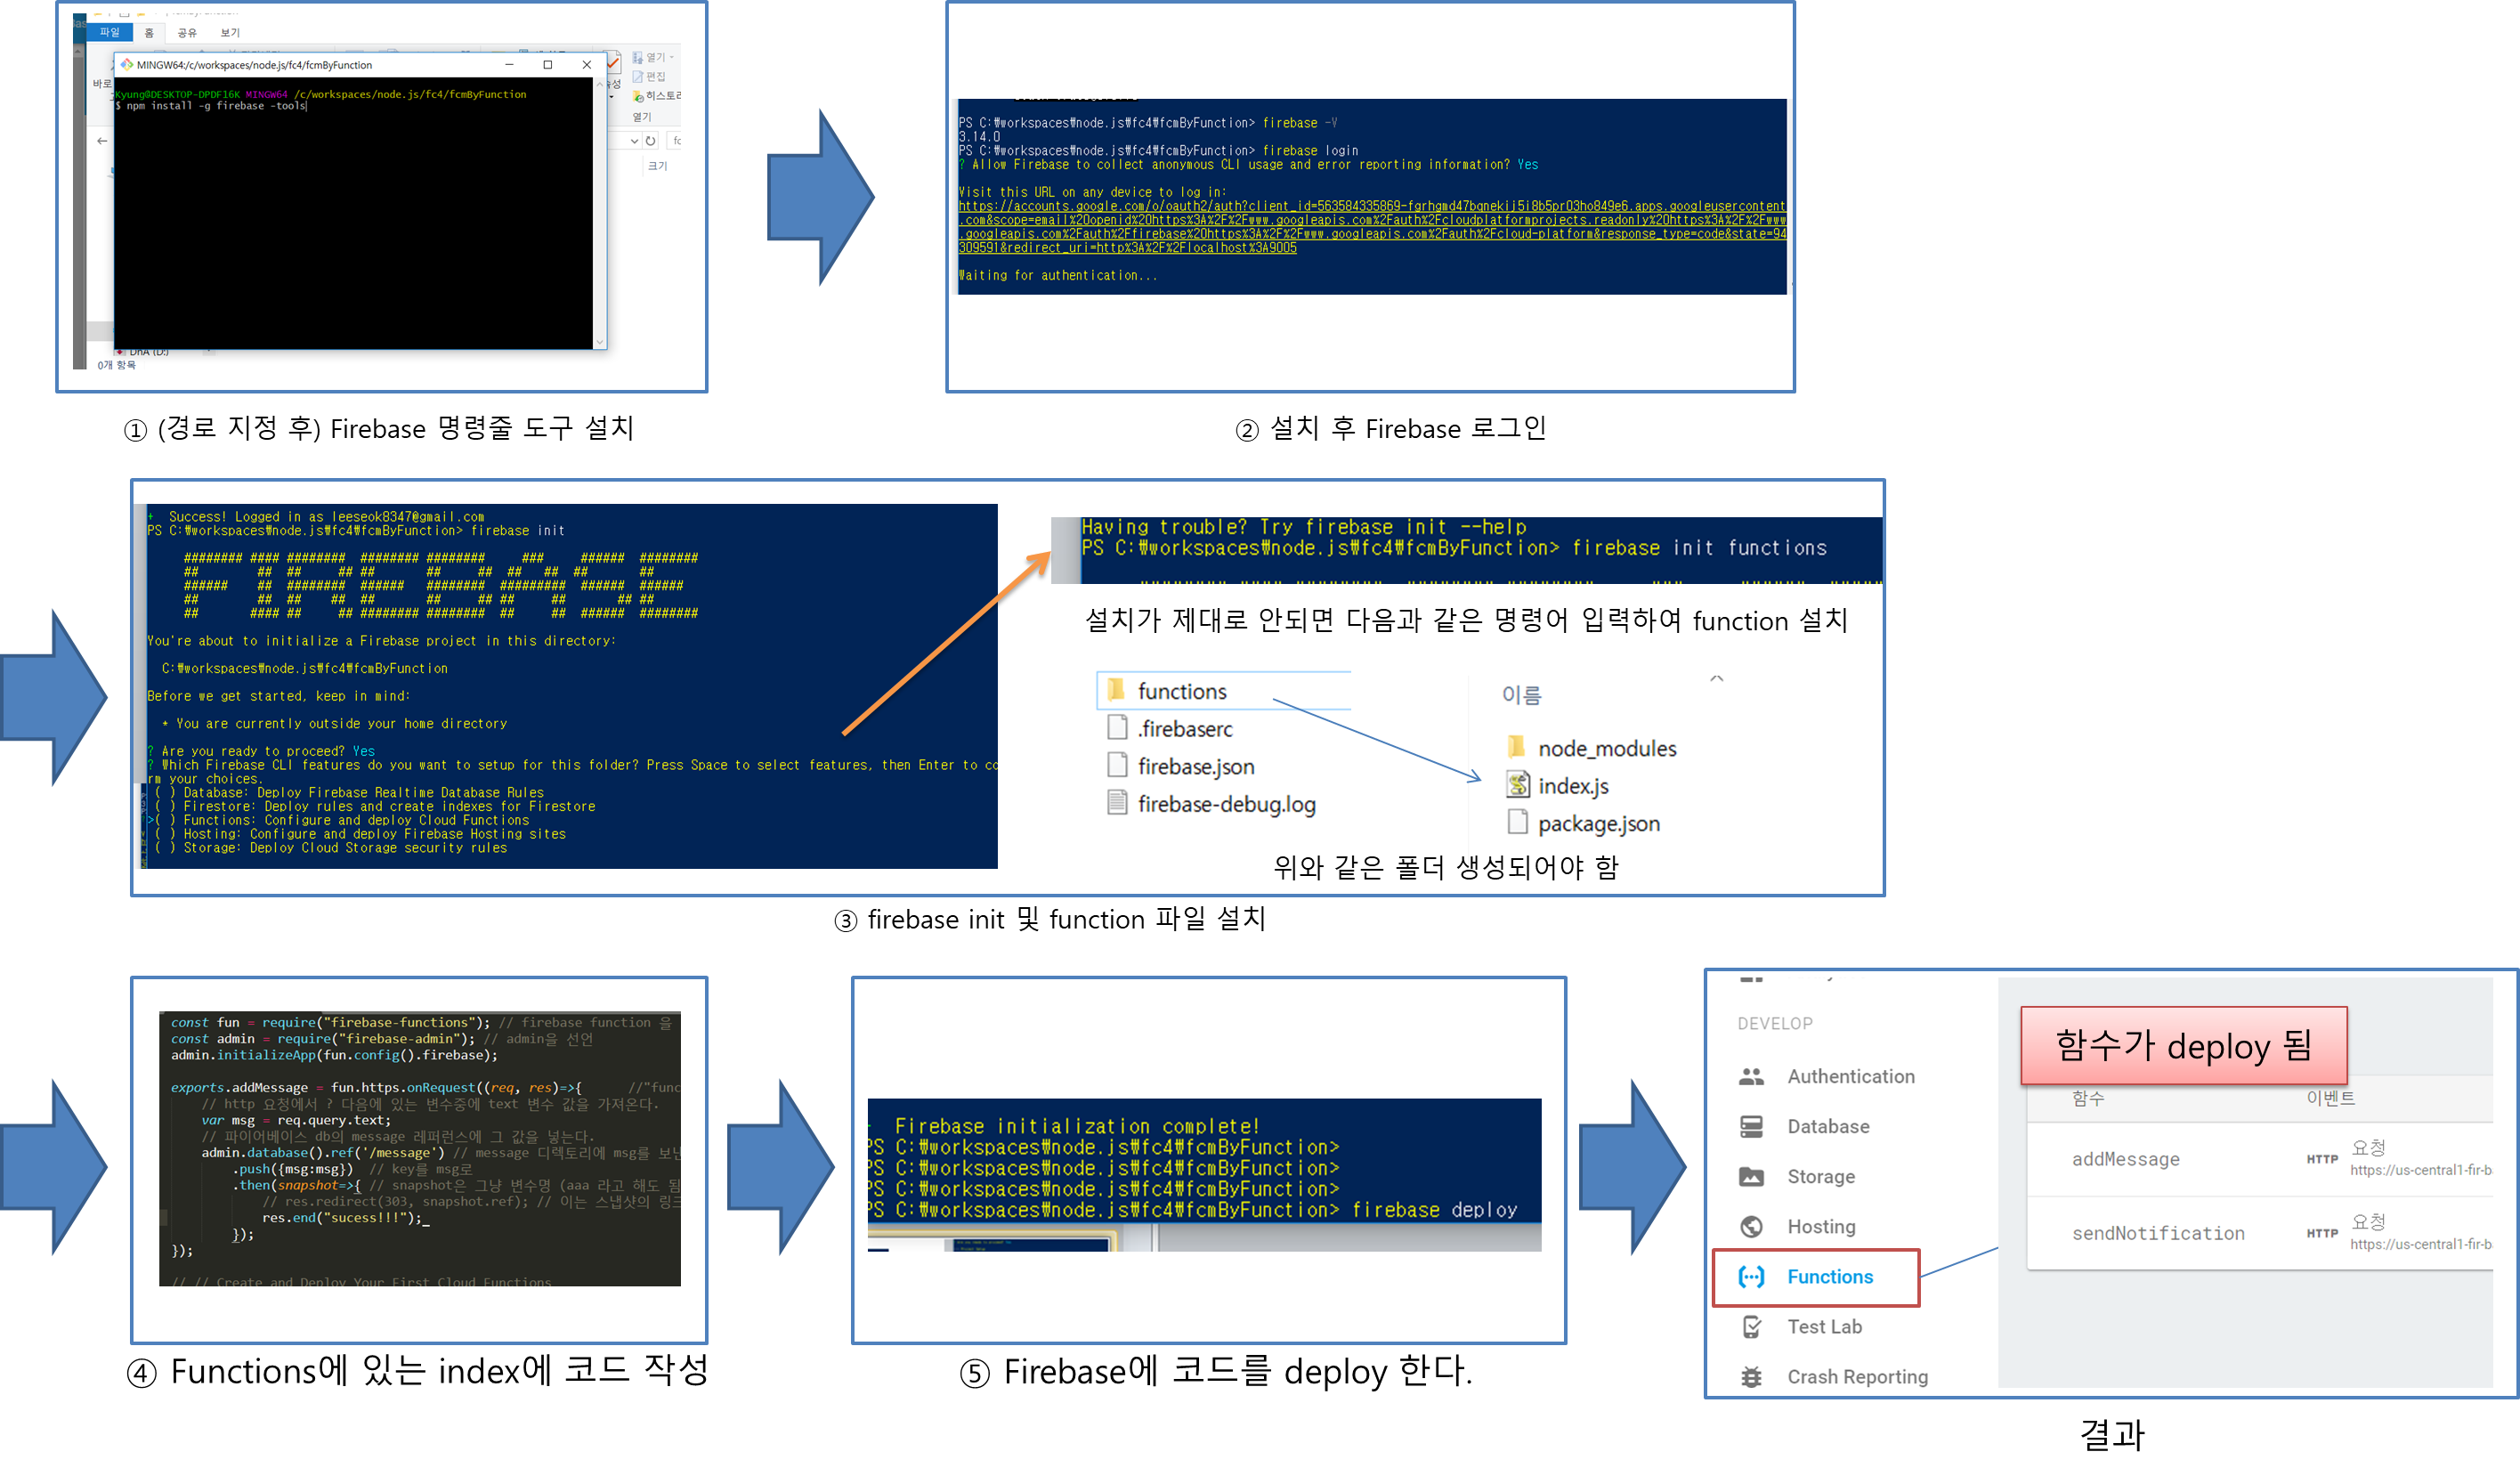 파일 홈 공유 보기
MINGW64:/c/workspaces/node.js/fc4/fcmByFunction
열기
편집
히스토리
열기
바로
Kyung@DESKTOP-DPDF16K MINGW64 /c/workspaces/node.js/fc4/fcmByFunction
$ npm install -g firebase -tools
크기
DnA (D:)
0개 항목
① (경로 지정 후) Firebase 명령줄 도구 설치
PS C:₩workspaces₩node.js₩fc4₩fcmByFunction> firebase -V
3.14.0
PS C:₩workspaces₩node.js₩fc4₩fcmByFunction> firebase login
? Allow Firebase to collect anonymous CLI usage and error reporting information? Yes
Visit this URL on any device to log in:
https://accounts.google.com/o/oauth2/auth?client_id=563584335869-fgrhgmd47bqnekij5i8b5pr03ho849e6.apps.googleusercontent
.com&scope=email%20openid%20https%3A%2F%2Fwww.googleapis.com%2Fauth%2Fcloudplatformprojects.readonly%20https%3A%2F%2Fwww
.googleapis.com%2Fauth%2Ffirebase%20https%3A%2F%2Fwww.googleapis.com%2Fauth%2Fcloud-platform&response_type=code&state=94
309591&redirect_uri=http%3A%2F%2Flocalhost%3A9005
Waiting for authentication...
② 설치 후 Firebase 로그인
+ Success! Logged in as leeseok8347@gmail.com
PS C:₩workspaces₩node.js₩fc4₩fcmByFunction> firebase init
FIREBASE
You're about to initialize a Firebase project in this directory:
C:₩workspaces₩node.js₩fc4₩fcmByFunction
Before we get started, keep in mind:
* You are currently outside your home directory
? Are you ready to proceed? Yes
? Which Firebase CLI features do you want to setup for this folder? Press Space to select features, then Enter to co
rm your choices.
( ) Database: Deploy Firebase Realtime Database Rules
( ) Firestore: Deploy rules and create indexes for Firestore
>( ) Functions: Configure and deploy Cloud Functions
( ) Hosting: Configure and deploy Firebase Hosting sites
( ) Storage: Deploy Cloud Storage security rules
Having trouble? Try firebase init --help
PS C:₩workspaces₩node.js₩fc4₩fcmByFunction> firebase init functions
설치가 제대로 안되면 다음과 같은 명령어 입력하여 function 설치
functions
.firebaserc
firebase.json
firebase-debug.log
이름
node_modules
index.js
package.json
위와 같은 폴더 생성되어야 함
③ firebase init 및 function 파일 설치
const fun = require("firebase-functions"); // firebase function 을
const admin = require("firebase-admin"); // admin을 선언
admin.initializeApp(fun.config().firebase);
exports.addMessage = fun.https.onRequest((req, res)=>{ //"func
// http 요청에서 ? 다음에 있는 변수중에 text 변수 값을 가져온다.
var msg = req.query.text;
// 파이어베이스 db의 message 레퍼런스에 그 값을 넣는다.
admin.database().ref('/message') // message 디렉토리에 msg를 보낸
.push({msg:msg}) // key를 msg로
.then(snapshot=>{ // snapshot은 그냥 변수명 (aaa 라고 해도 됨
// res.redirect(303, snapshot.ref); // 이는 스냅샷의 링크
res.end("sucess!!!");
});
});
// // Create and Deploy Your First Cloud Functions
④ Functions에 있는 index에 코드 작성
Firebase initialization complete!
PS C:₩workspaces₩node.js₩fc4₩fcmByFunction>
PS C:₩workspaces₩node.js₩fc4₩fcmByFunction>
PS C:₩workspaces₩node.js₩fc4₩fcmByFunction>
PS C:₩workspaces₩node.js₩fc4₩fcmByFunction> firebase deploy
⑤ Firebase에 코드를 deploy 한다.
DEVELOP
Authentication
Database
Storage
Hosting
Functions
Test Lab
Crash Reporting
함수가 deploy 됨
함수 이벤트
addMessage HTTP 요청
https://us-central1-fir-b
sendNotification HTTP 요청
https://us-central1-fir-b
결과